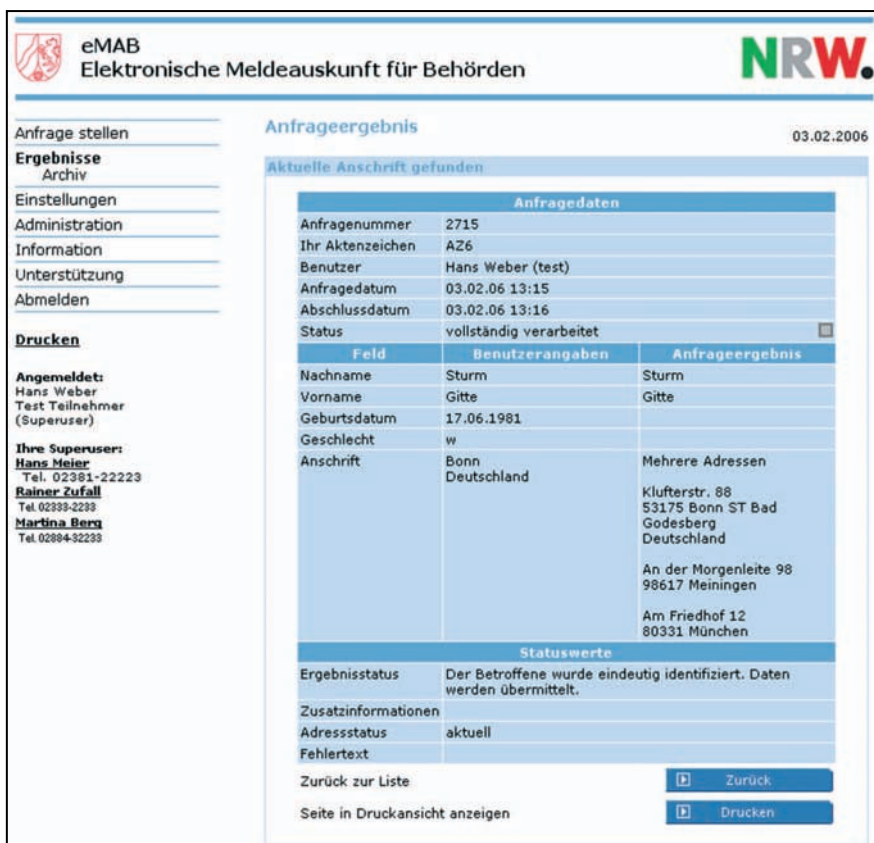 eMAB
Elektronische Meldeauskunft für Behörden
NRW.
Anfrage stellen
Ergebnisse
Archiv
Einstellungen
Administration
Information
Unterstützung
Abmelden
Drucken
Angemeldet:
Hans Weber
Test Teilnehmer
(Superuser)
Ihre Superuser:
Hans Meier
Tel. 02381-22223
Rainer Zufall
Tel. 02333-2233
Martina Berg
Tel. 02884-32233
Anfrageergebnis
03.02.2006
Aktuelle Anschrift gefunden
Anfragedaten
Anfragenummer 2715
Ihr Aktenzeichen AZ6
Benutzer Hans Weber (test)
Anfragedatum 03.02.06 13:15
Abschlussdatum 03.02.06 13:16
Status vollständig verarbeitet
Feld Benutzerangaben Anfrageergebnis
Nachname Sturm Sturm
Vorname Gitte Gitte
Geburtsdatum 17.06.1981
Geschlecht w
Anschrift Bonn Mehrere Adressen
Deutschland
Klufterstr. 88
53175 Bonn ST Bad
Godesberg
Deutschland
An der Morgenleite 98
98617 Meiningen
Am Friedhof 12
80331 München
Statuswerte
Ergebnisstatus Der Betroffene wurde eindeutig identifiziert. Daten
werden übermittelt.
Zusatzinformationen
Adressstatus aktuell
Fehlertext
Zurück zur Liste Zurück
Seite in Druckansicht anzeigen Drucken